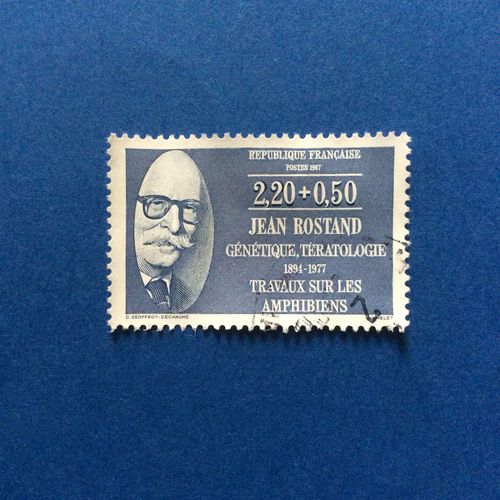 REPUBLIQUE FRANÇAISE
POSTES 1987
2,20+0,50
JEAN ROSTAND
GÉNÉTIQUE, TÉRATOLOGIE
1894-1977
TRAVAUX SUR LES
AMPHIBIENS
O. GEOFFROY-DECHAUME